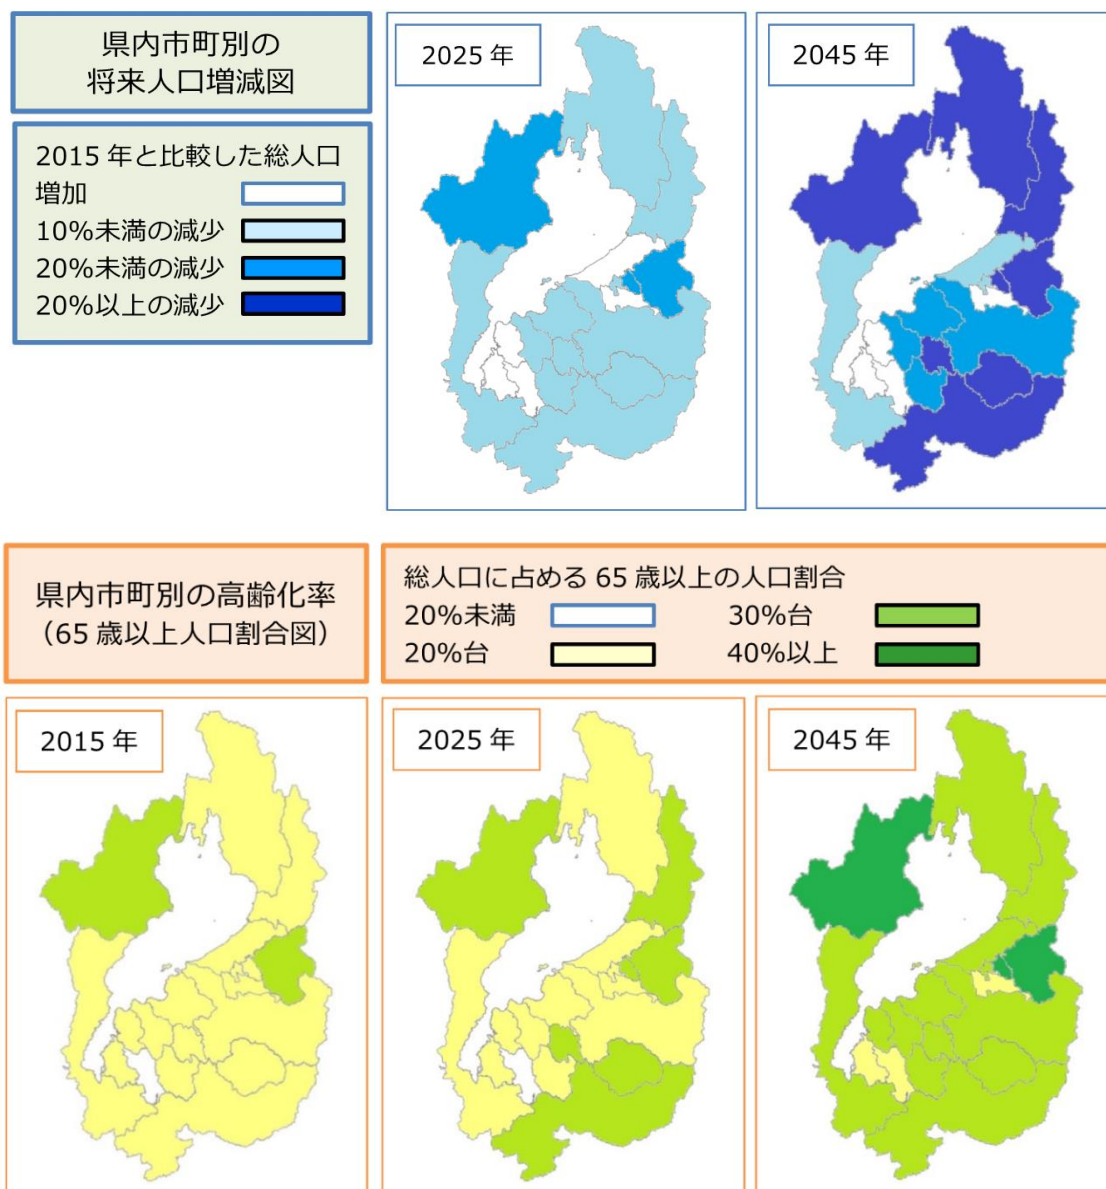 県内市町別の
将来人口増減図
2015年と比較した総人口
増加
10%未満の減少
20%未満の減少
20%以上の減少
2025年
2045年
県内市町別の高齢化率
（65歳以上人口割合図）
総人口に占める65歳以上の人口割合
20%未満
30%台
20%台
40%以上
2015年
2025年
2045年